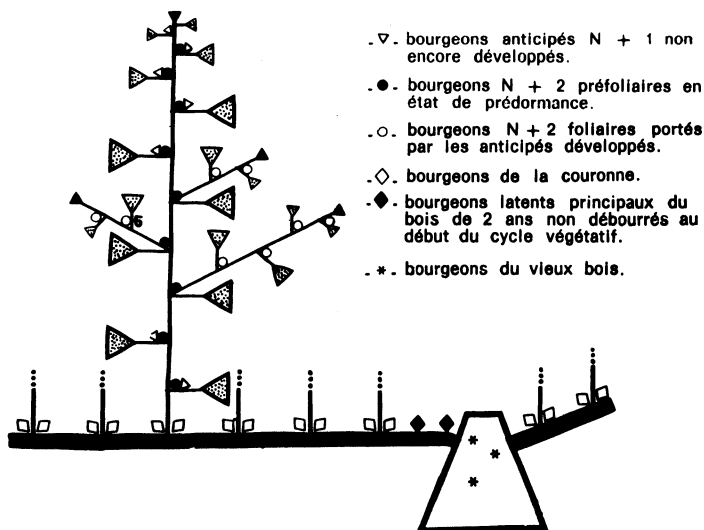 .▽. bourgeons anticipés N + 1 non
encore développés.
.●. bourgeons N + 2 préfoliaires en
état de prédormance.
.○. bourgeons N + 2 foliaires portés
par les anticipés développés.
.◇. bourgeons de la couronne.
.◆. bourgeons latents principaux du
bois de 2 ans non débourrés au
début du cycle végétatif.
. * . bourgeons du vieux bois.